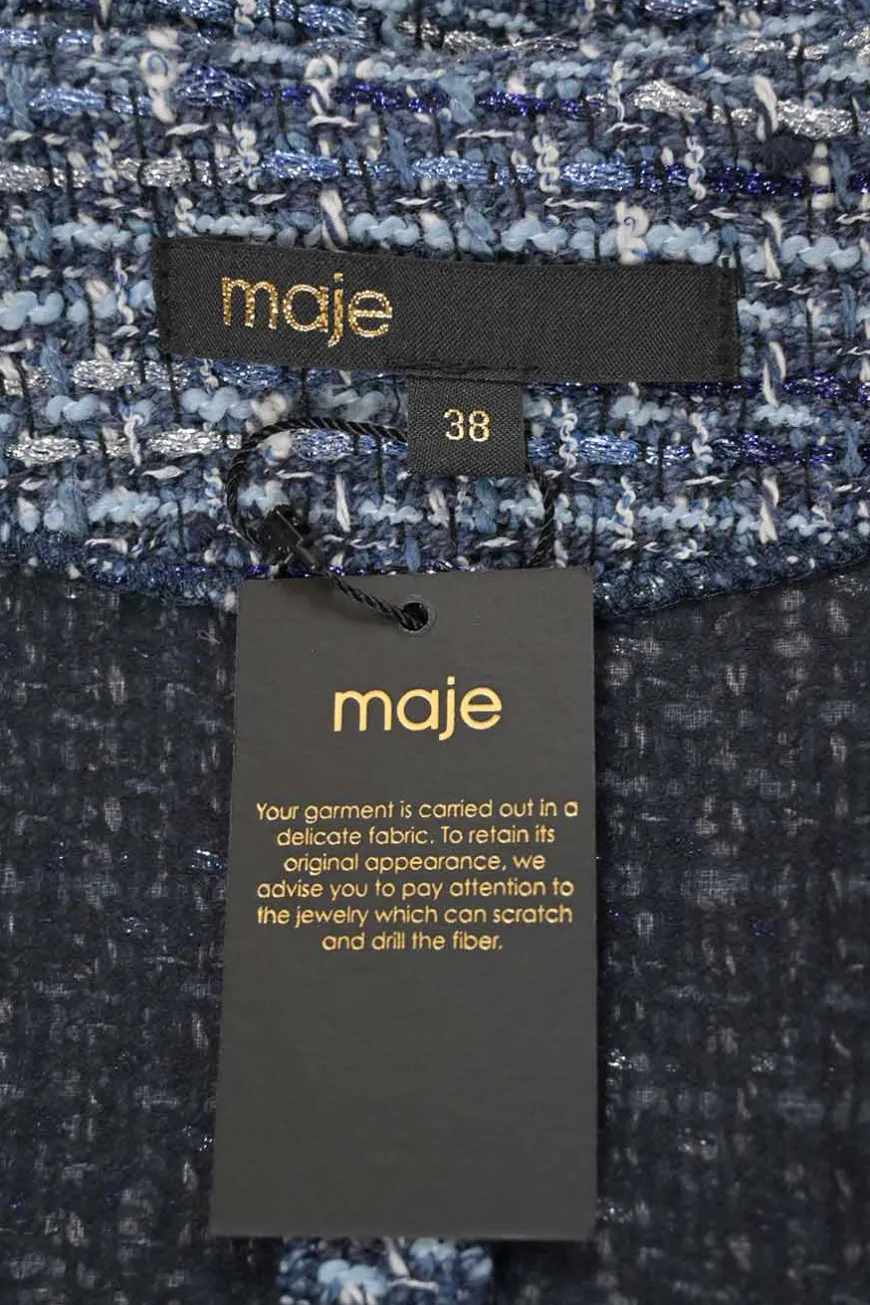 maje
38
maje
Your garment is carried out in a
delicate fabric. To retain its
original appearance, we
advise you to pay attention to
the jewelry which can scratch
and drill the fiber.